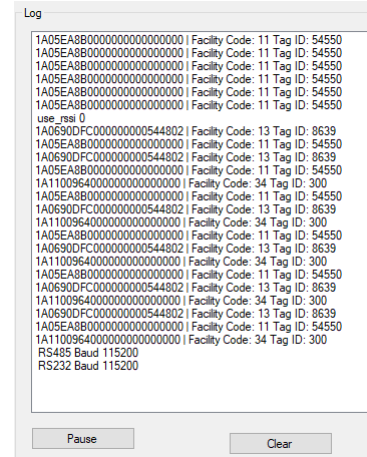 Log
1A05EA8B0000000000000000 | Facility Code: 11 Tag ID: 54550
1A05EA8B0000000000000000 | Facility Code: 11 Tag ID: 54550
1A05EA8B0000000000000000 | Facility Code: 11 Tag ID: 54550
1A05EA8B0000000000000000 | Facility Code: 11 Tag ID: 54550
1A05EA8B0000000000000000 | Facility Code: 11 Tag ID: 54550
1A05EA8B0000000000000000 | Facility Code: 11 Tag ID: 54550
use_rssi 0
1A0690DFC000000000544802 | Facility Code: 13 Tag ID: 8639
1A05EA8B0000000000000000 | Facility Code: 11 Tag ID: 54550
1A0690DFC000000000544802 | Facility Code: 13 Tag ID: 8639
1A05EA8B0000000000000000 | Facility Code: 11 Tag ID: 54550
1A1100964000000000000000 | Facility Code: 34 Tag ID: 300
1A05EA8B0000000000000000 | Facility Code: 11 Tag ID: 54550
1A0690DFC000000000544802 | Facility Code: 13 Tag ID: 8639
1A1100964000000000000000 | Facility Code: 34 Tag ID: 300
1A05EA8B0000000000000000 | Facility Code: 11 Tag ID: 54550
1A0690DFC000000000544802 | Facility Code: 13 Tag ID: 8639
1A1100964000000000000000 | Facility Code: 34 Tag ID: 300
1A05EA8B0000000000000000 | Facility Code: 11 Tag ID: 54550
1A0690DFC000000000544802 | Facility Code: 13 Tag ID: 8639
1A1100964000000000000000 | Facility Code: 34 Tag ID: 300
1A0690DFC000000000544802 | Facility Code: 13 Tag ID: 8639
1A05EA8B0000000000000000 | Facility Code: 11 Tag ID: 54550
1A1100964000000000000000 | Facility Code: 34 Tag ID: 300
RS485 Baud 115200
RS232 Baud 115200
Pause
Clear